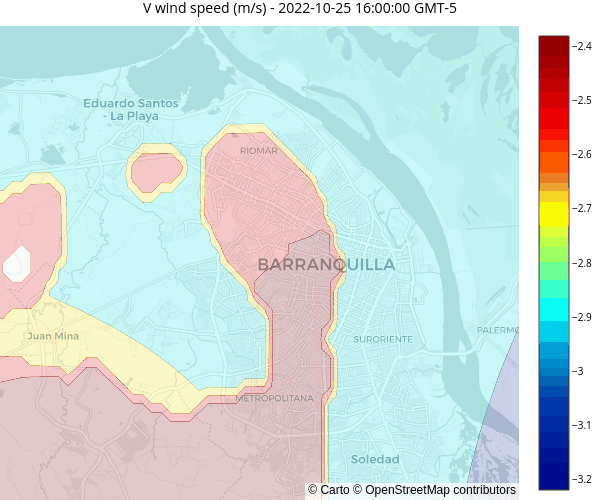 V wind speed (m/s) - 2022-10-25 16:00:00 GMT-5
Eduardo Santos
- La Playa
RIOMAR
BARRANQUILLA
Juan Mina
SURORIENTE
PALERMO
METROPOLITANA
Soledad
−2.4
−2.5
−2.6
−2.7
−2.8
−2.9
−3
−3.1
−3.2
© Carto © OpenStreetMap contributors